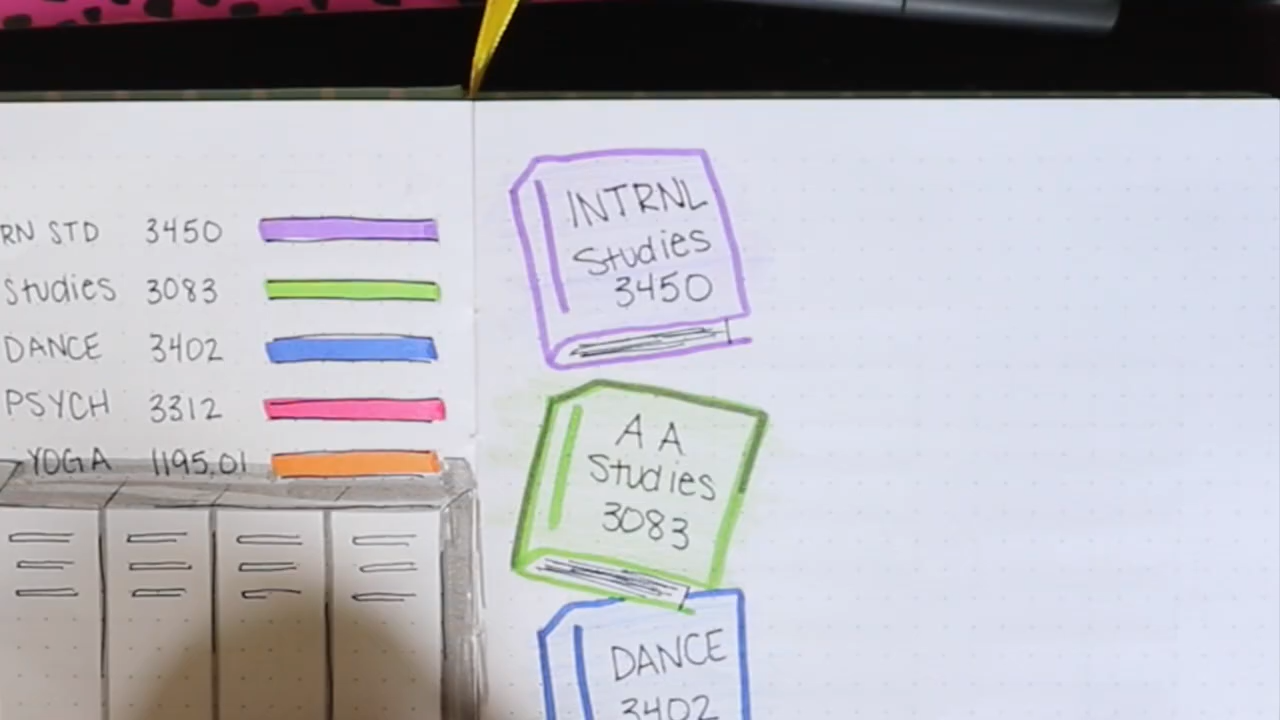 RN STD 3450
Studies 3083
DANCE 3402
PSYCH 3312
YOGA 1195.01
INTRNL
Studies
3450
A A
Studies
3083
DANCE
3402